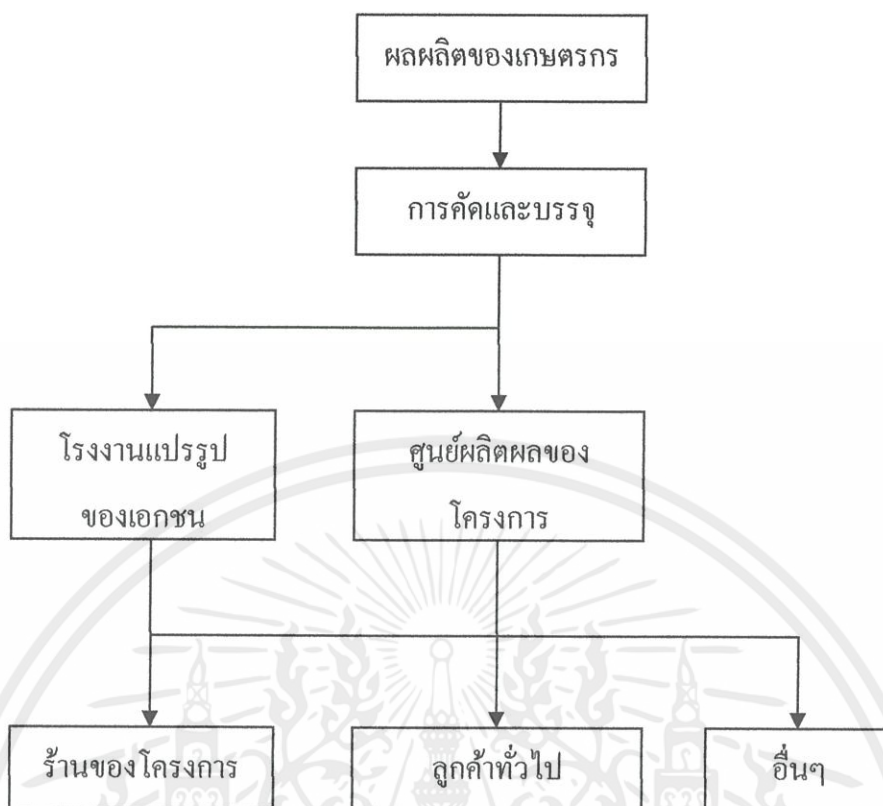 ผลผลิตของเกษตรกร
การคัดและบรรจุ
โรงงานแปรรูป
ของเอกชน
ศูนย์ผลิตผลของ
โครงการ
ร้านของโครงการ
ลูกค้าทั่วไป
อื่นๆ